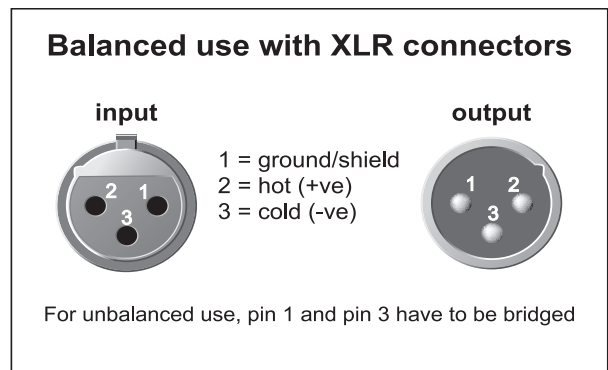 Balanced use with XLR connectors
input
output
1 = ground/shield
2 = hot (+ve)
3 = cold (-ve)
2 1
3
1 2
3
For unbalanced use, pin 1 and pin 3 have to be bridged